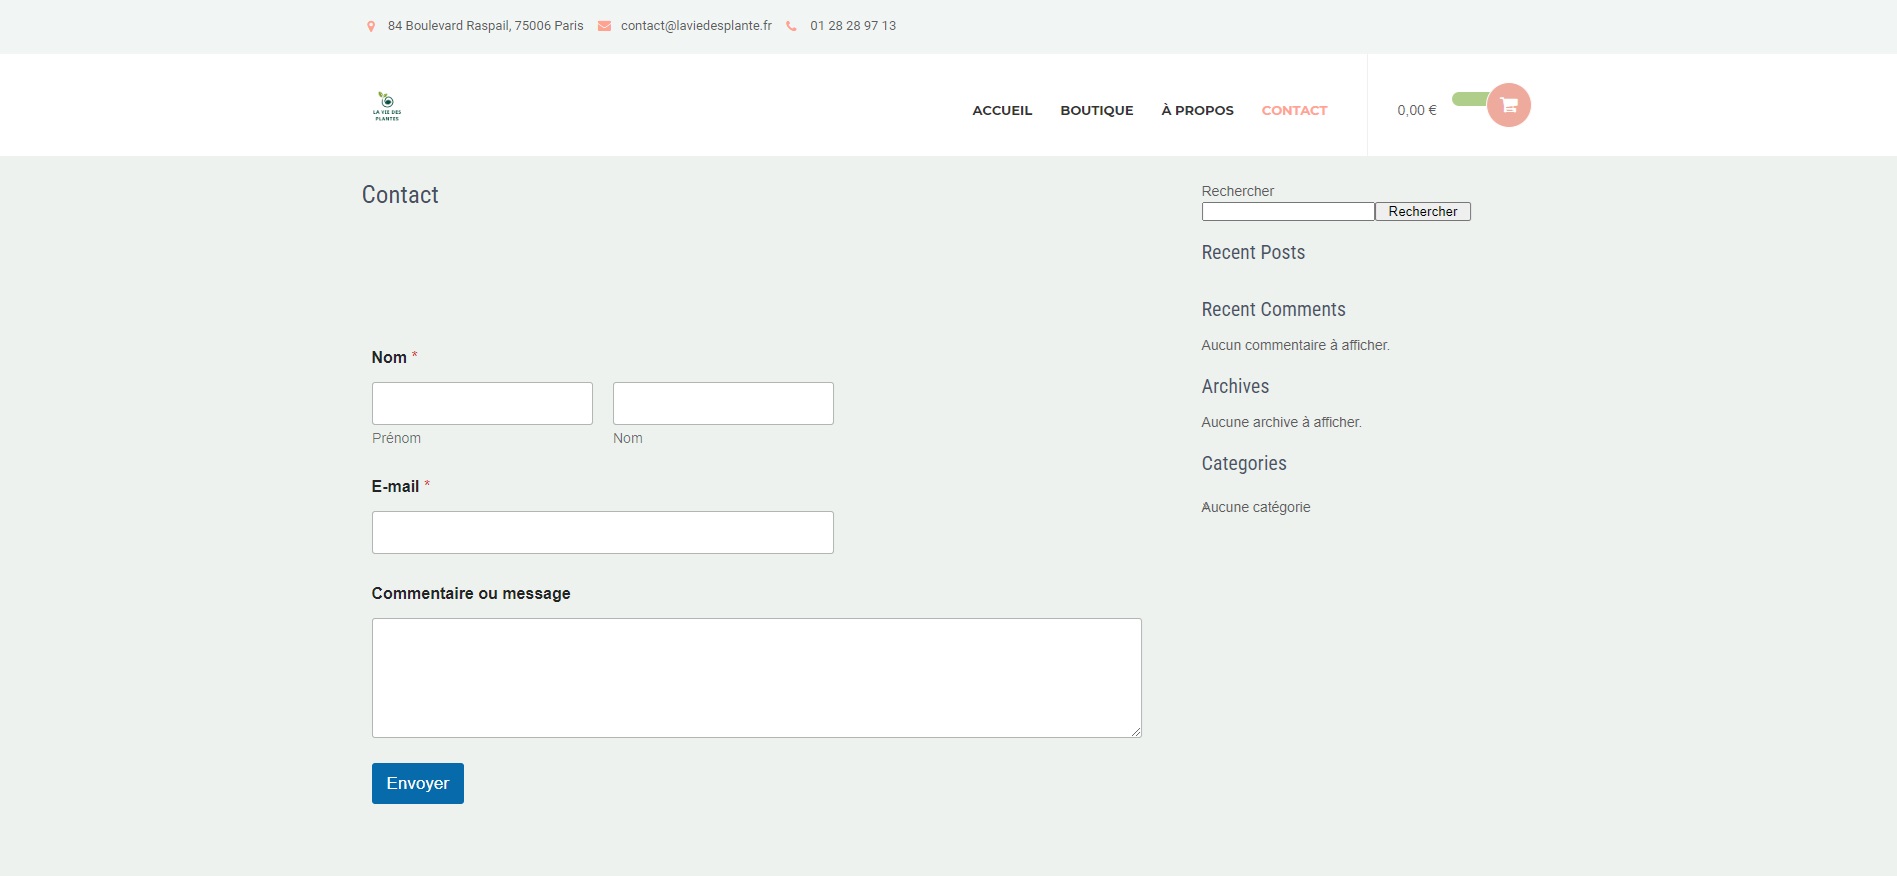 84 Boulevard Raspail, 75006 Paris contact@laviedesplante.fr 01 28 28 97 13
LA VIE DES
PLANTES
ACCUEIL BOUTIQUE À PROPOS CONTACT 0,00 €
Contact
Nom *
Prénom Nom
E-mail *
Commentaire ou message
Envoyer
Rechercher
Rechercher
Recent Posts
Recent Comments
Aucun commentaire à afficher.
Archives
Aucune archive à afficher.
Categories
Aucune catégorie